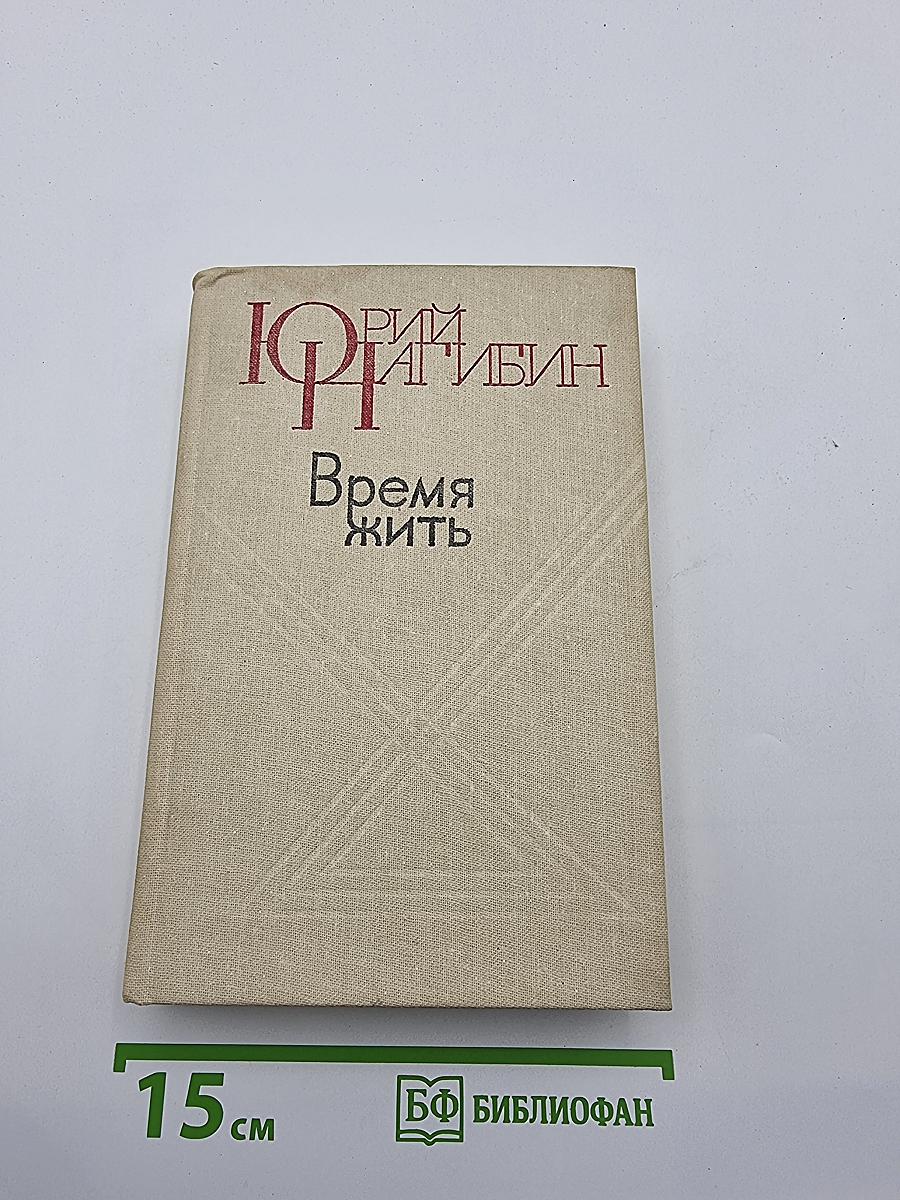 Юрий
Нагибин
Время
жить
15 см
БФ БИБЛИОФАН